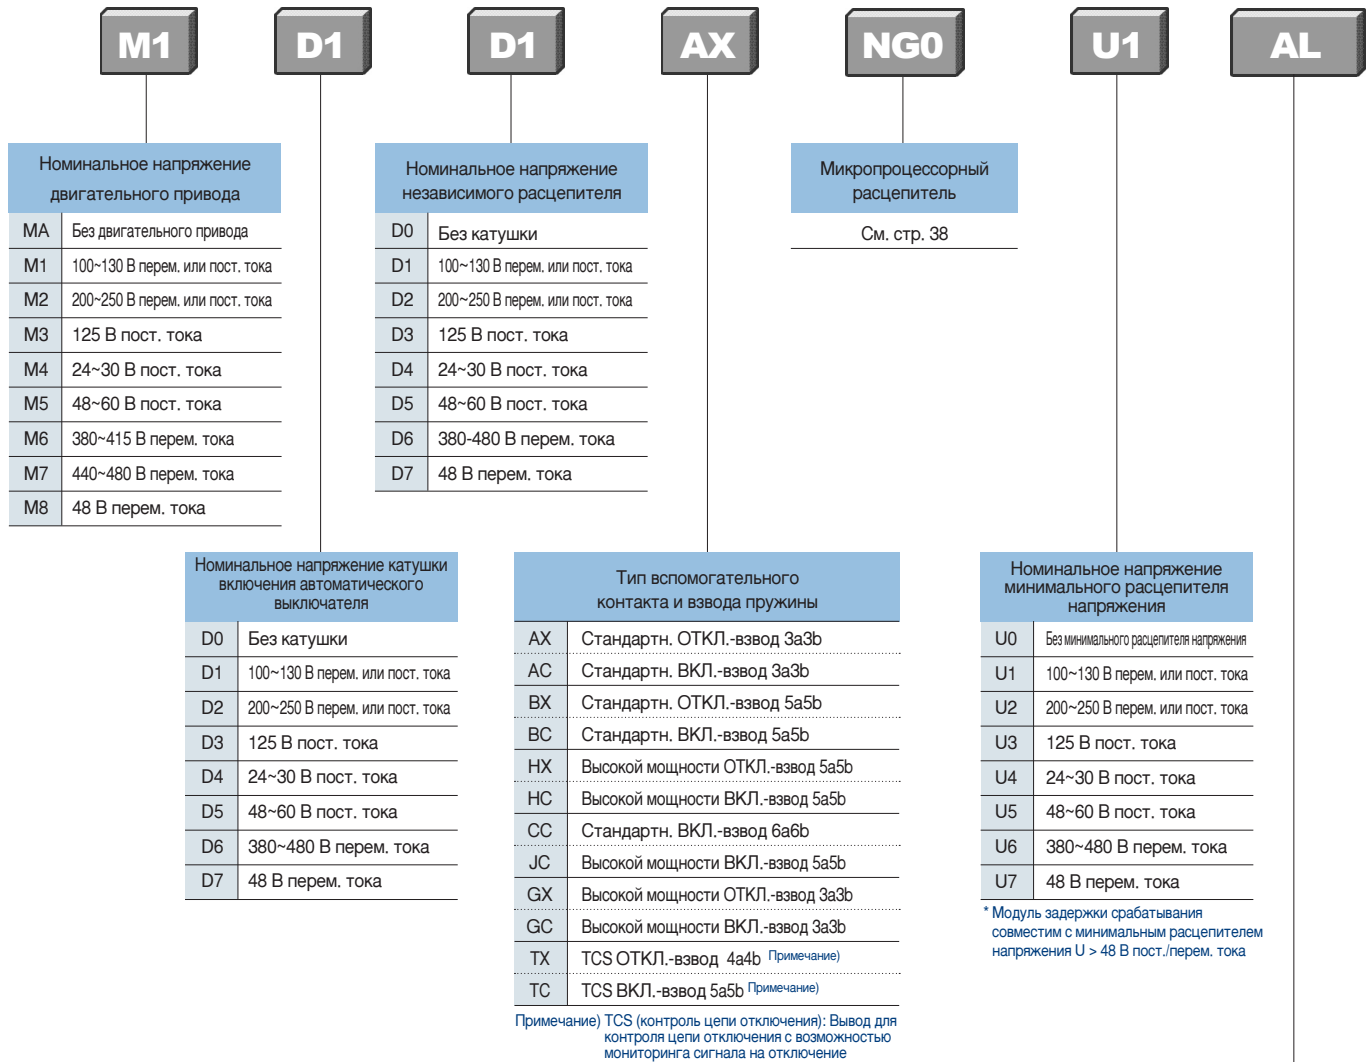 M1 D1 D1 AX NG0 U1 AL
Номинальное напряжение
двигательного привода
MA Без двигательного привода
M1 100~130 В перем. или пост. тока
M2 200~250 В перем. или пост. тока
M3 125 В пост. тока
M4 24~30 В пост. тока
M5 48~60 В пост. тока
M6 380~415 В перем. тока
M7 440~480 В перем. тока
M8 48 В перем. тока
Номинальное напряжение
независимого расцепителя
D0 Без катушки
D1 100~130 В перем. или пост. тока
D2 200~250 В перем. или пост. тока
D3 125 В пост. тока
D4 24~30 В пост. тока
D5 48~60 В пост. тока
D6 380-480 В перем. тока
D7 48 В перем. тока
Микропроцессорный
расцепитель
См. стр. 38
Номинальное напряжение катушки
включения автоматического
выключателя
D0 Без катушки
D1 100~130 В перем. или пост. тока
D2 200~250 В перем. или пост. тока
D3 125 В пост. тока
D4 24~30 В пост. тока
D5 48~60 В пост. тока
D6 380~480 В перем. тока
D7 48 В перем. тока
Тип вспомогательного
контакта и взвода пружины
AX Стандартн. ОТКЛ.-взвод 3a3b
AC Стандартн. ВКЛ.-взвод 3a3b
BX Стандартн. ОТКЛ.-взвод 5a5b
BC Стандартн. ВКЛ.-взвод 5a5b
HX Высокой мощности ОТКЛ.-взвод 5a5b
HC Высокой мощности ВКЛ.-взвод 5a5b
CC Стандартн. ВКЛ.-взвод 6a6b
JC Высокой мощности ВКЛ.-взвод 5a5b
GX Высокой мощности ОТКЛ.-взвод 3a3b
GC Высокой мощности ВКЛ.-взвод 3a3b
TX TCS ОТКЛ.-взвод 4a4b Примечание)
TC TCS ВКЛ.-взвод 5a5b Примечание)
Примечание) TCS (контроль цепи отключения): Вывод для
контроля цепи отключения с возможностью
мониторинга сигнала на отключение
Номинальное напряжение
минимального расцепителя
напряжения
U0 Без минимального расцепителя напряжения
U1 100~130 В перем. или пост. тока
U2 200~250 В перем. или пост. тока
U3 125 В пост. тока
U4 24~30 В пост. тока
U5 48~60 В пост. тока
U6 380~480 В перем. тока
U7 48 В перем. тока
* Модуль задержки срабатывания
совместим с минимальным расцепителем
напряжения U > 48 В пост./перем. тока